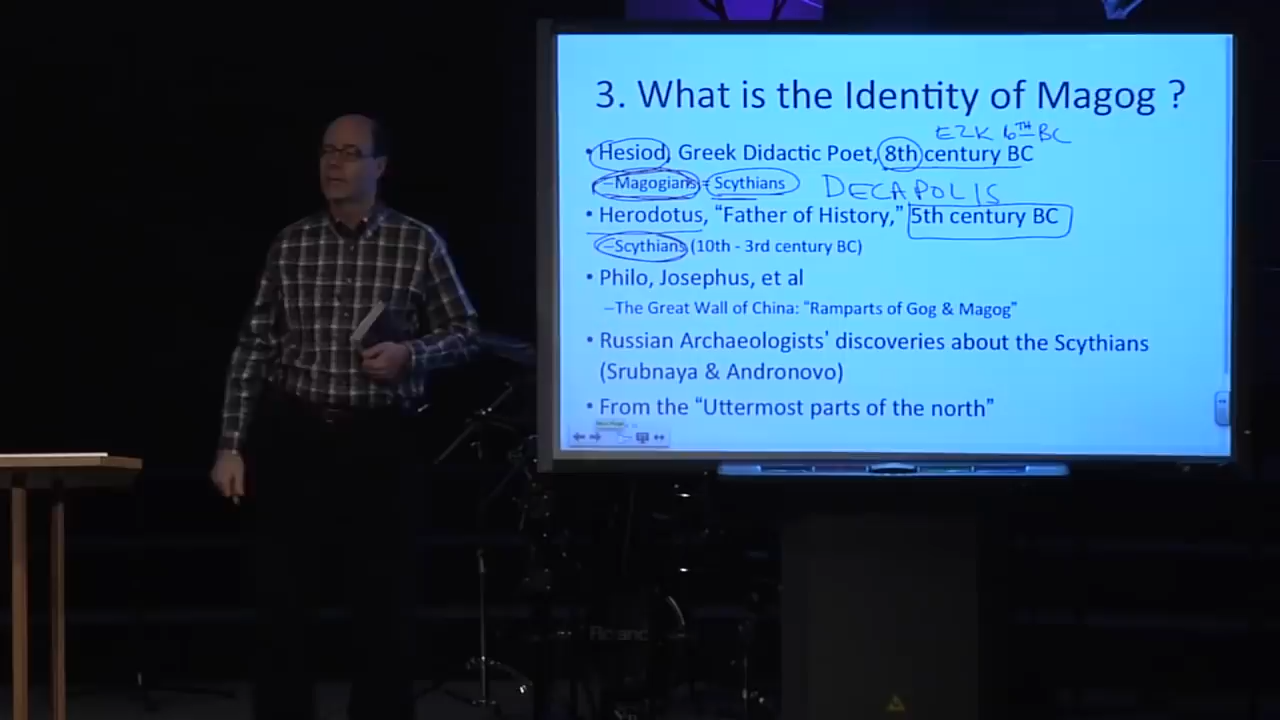 3. What is the Identity of Magog ?
EZK 6TH BC
• Hesiod, Greek Didactic Poet, 8th century BC
–Magogians = Scythians DECAPOLIS
• Herodotus, “Father of History,” 5th century BC
–Scythians (10th - 3rd century BC)
• Philo, Josephus, et al
–The Great Wall of China: “Ramparts of Gog & Magog”
• Russian Archaeologists’ discoveries about the Scythians
(Srubnaya & Andronovo)
• From the “Uttermost parts of the north”
Roland